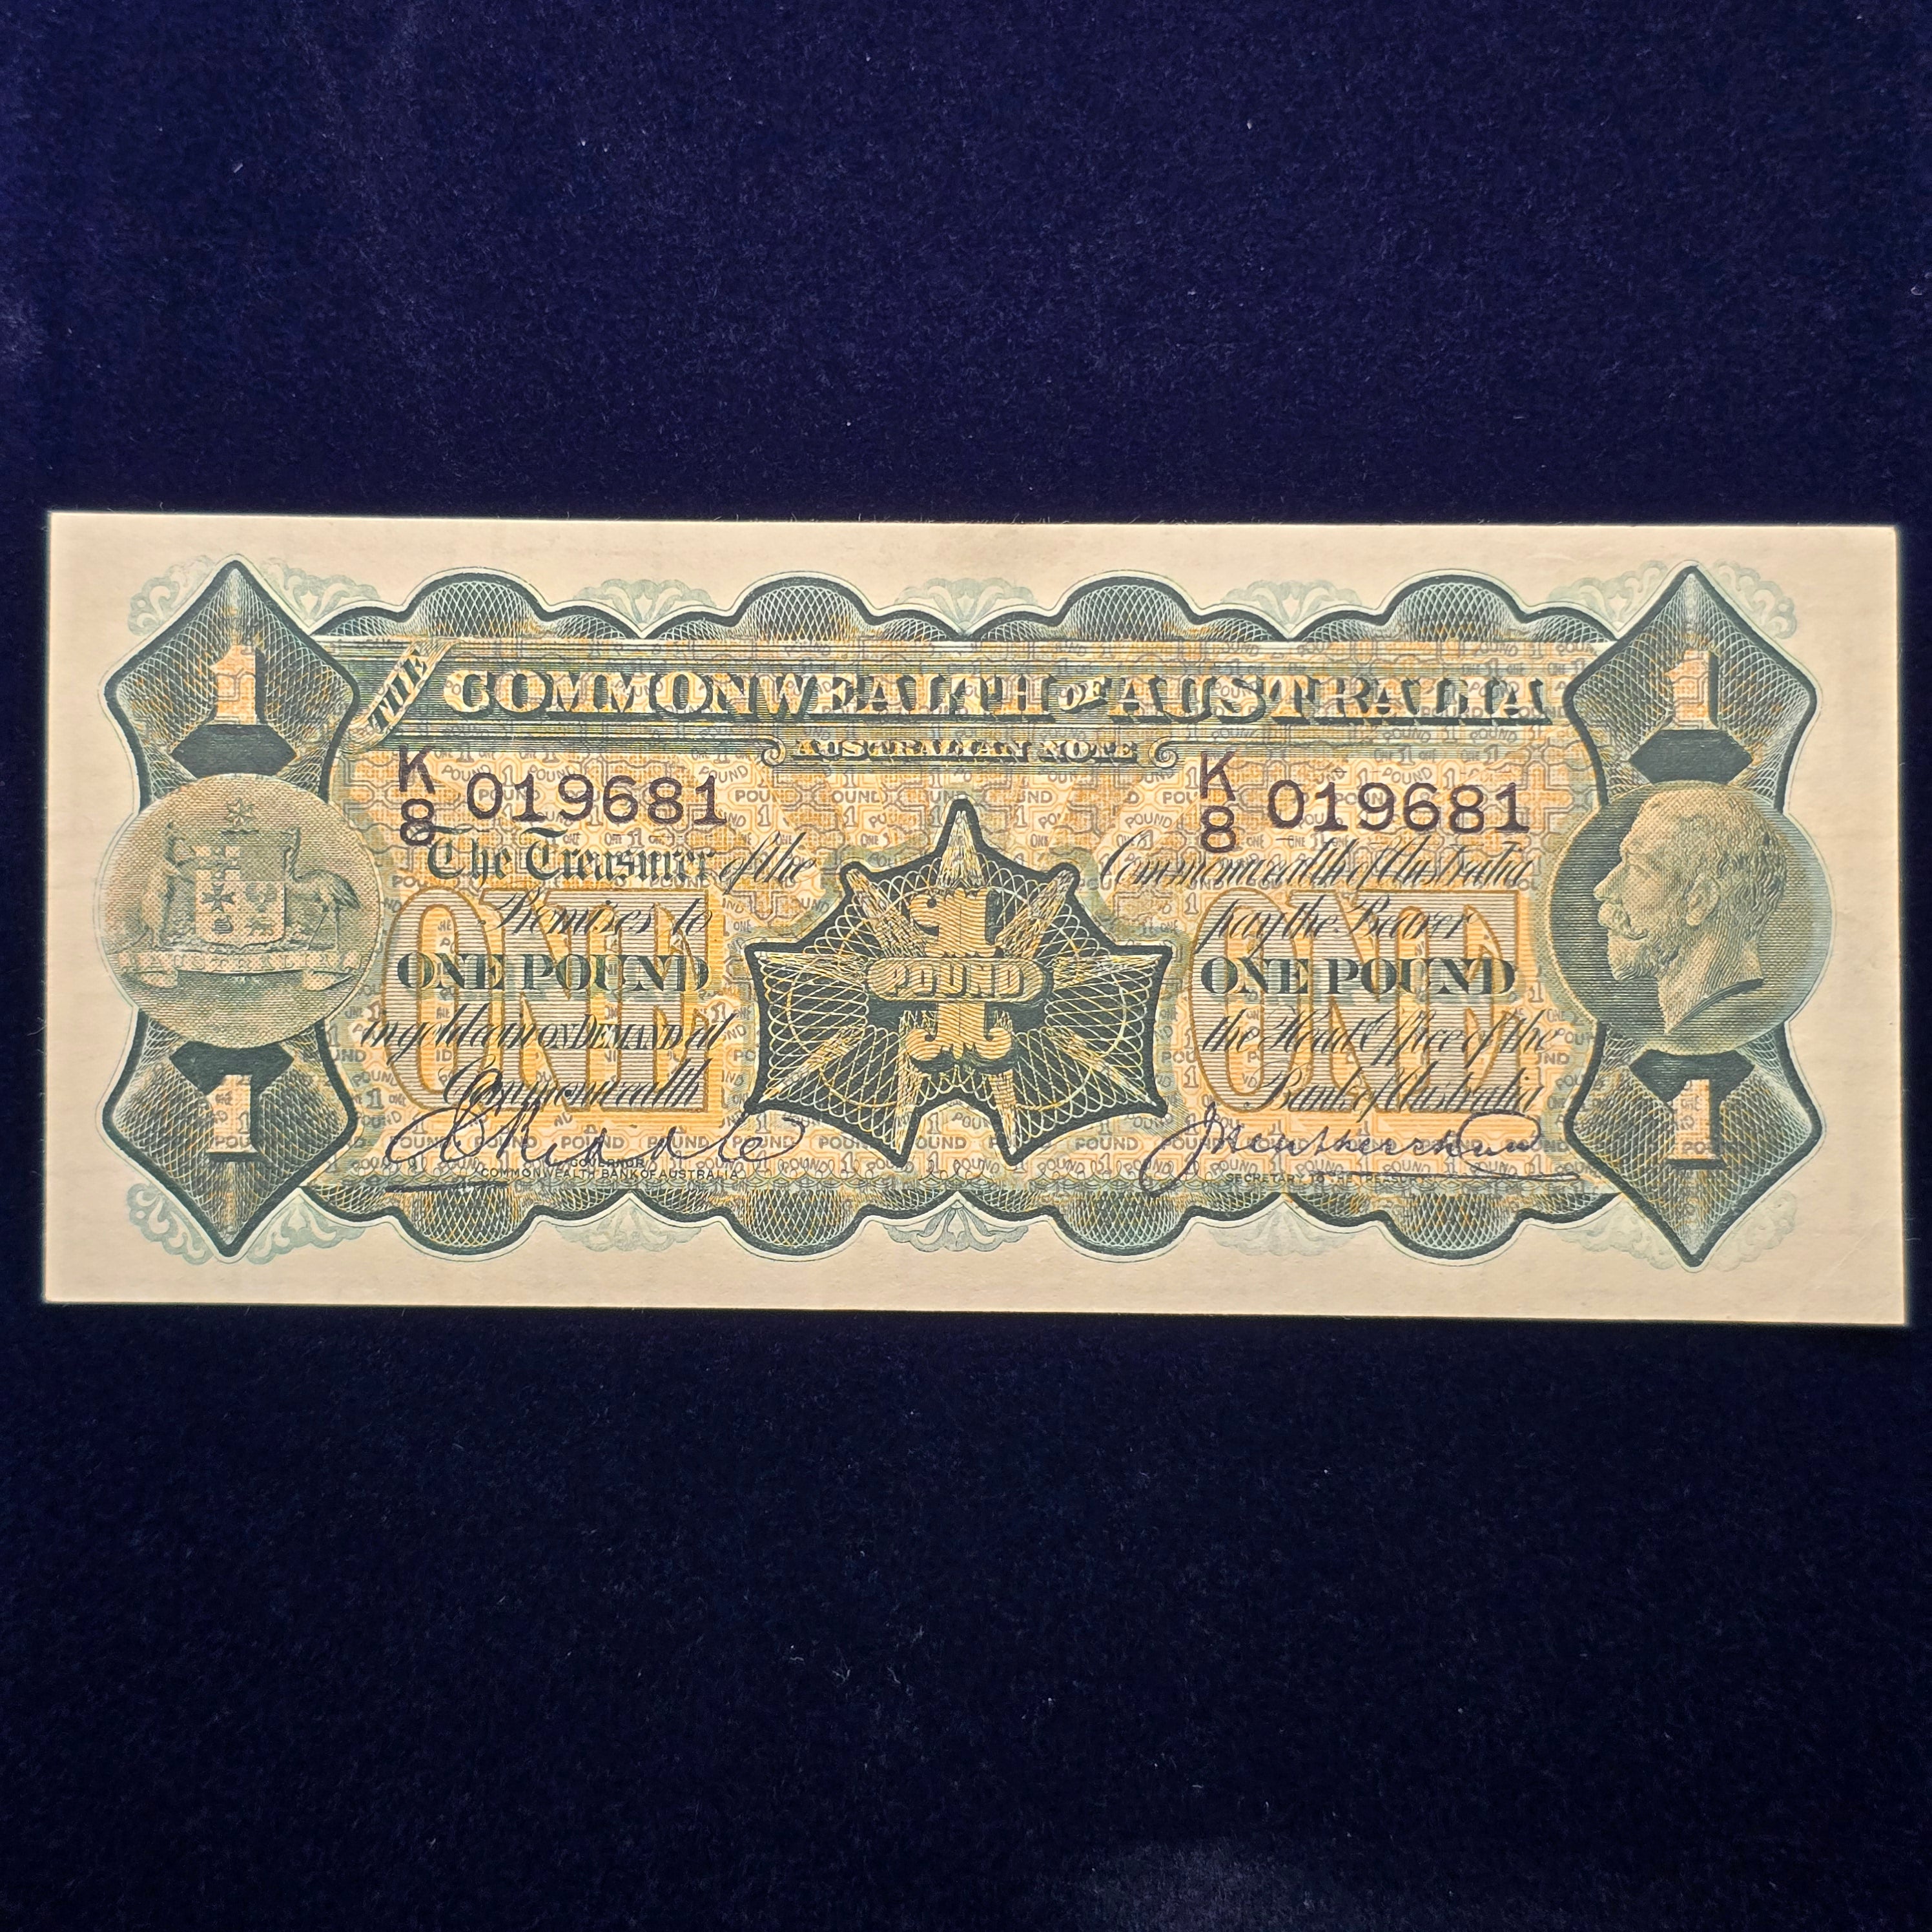 THE COMMONWEALTH OF AUSTRALIA
AUSTRALIAN NOTE
K/8 019681 K/8 019681
The Treasurer of the Commonwealth of Australia
Promises to pay the Bearer
ONE POUND ONE POUND
in gold coin ON DEMAND at the Head Office of the
Commonwealth Bank of Australia
GOVERNOR,
COMMONWEALTH BANK OF AUSTRALIA
SECRETARY TO THE TREASURY
1
1
1
1
1
POUND
ONE
ONE